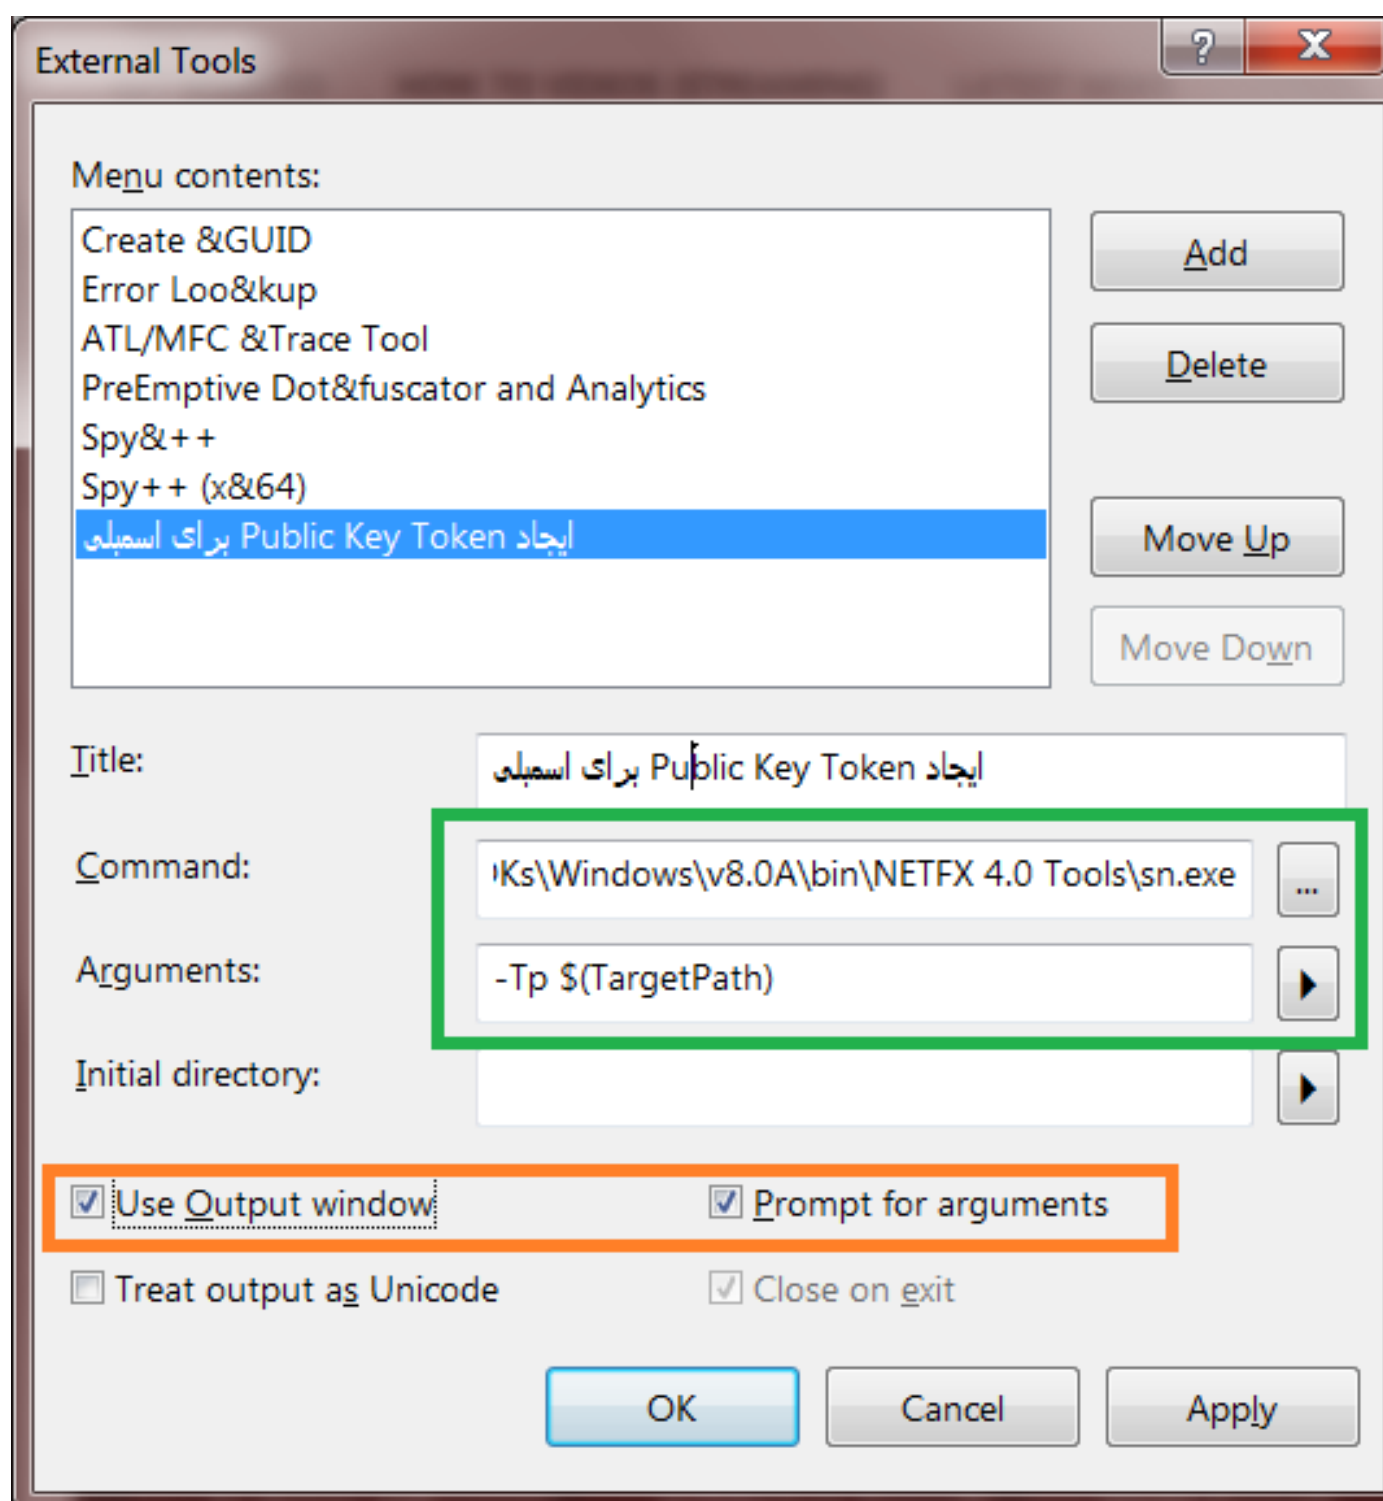 External Tools
Menu contents:
Create &GUID
Error Loo&kup
ATL/MFC &Trace Tool
PreEmptive Dot&fuscator and Analytics
Spy&++
Spy++ (x&64)
ایجاد Public Key Token برای اسمبلی
Add
Delete
Move Up
Move Down
Title:
ایجاد Public Key Token برای اسمبلی
Command:
Ks\Windows\v8.0A\bin\NETFX 4.0 Tools\sn.exe
...
Arguments:
-Tp $(TargetPath)
Initial directory:
Use Output window
Prompt for arguments
Treat output as Unicode
Close on exit
OK
Cancel
Apply